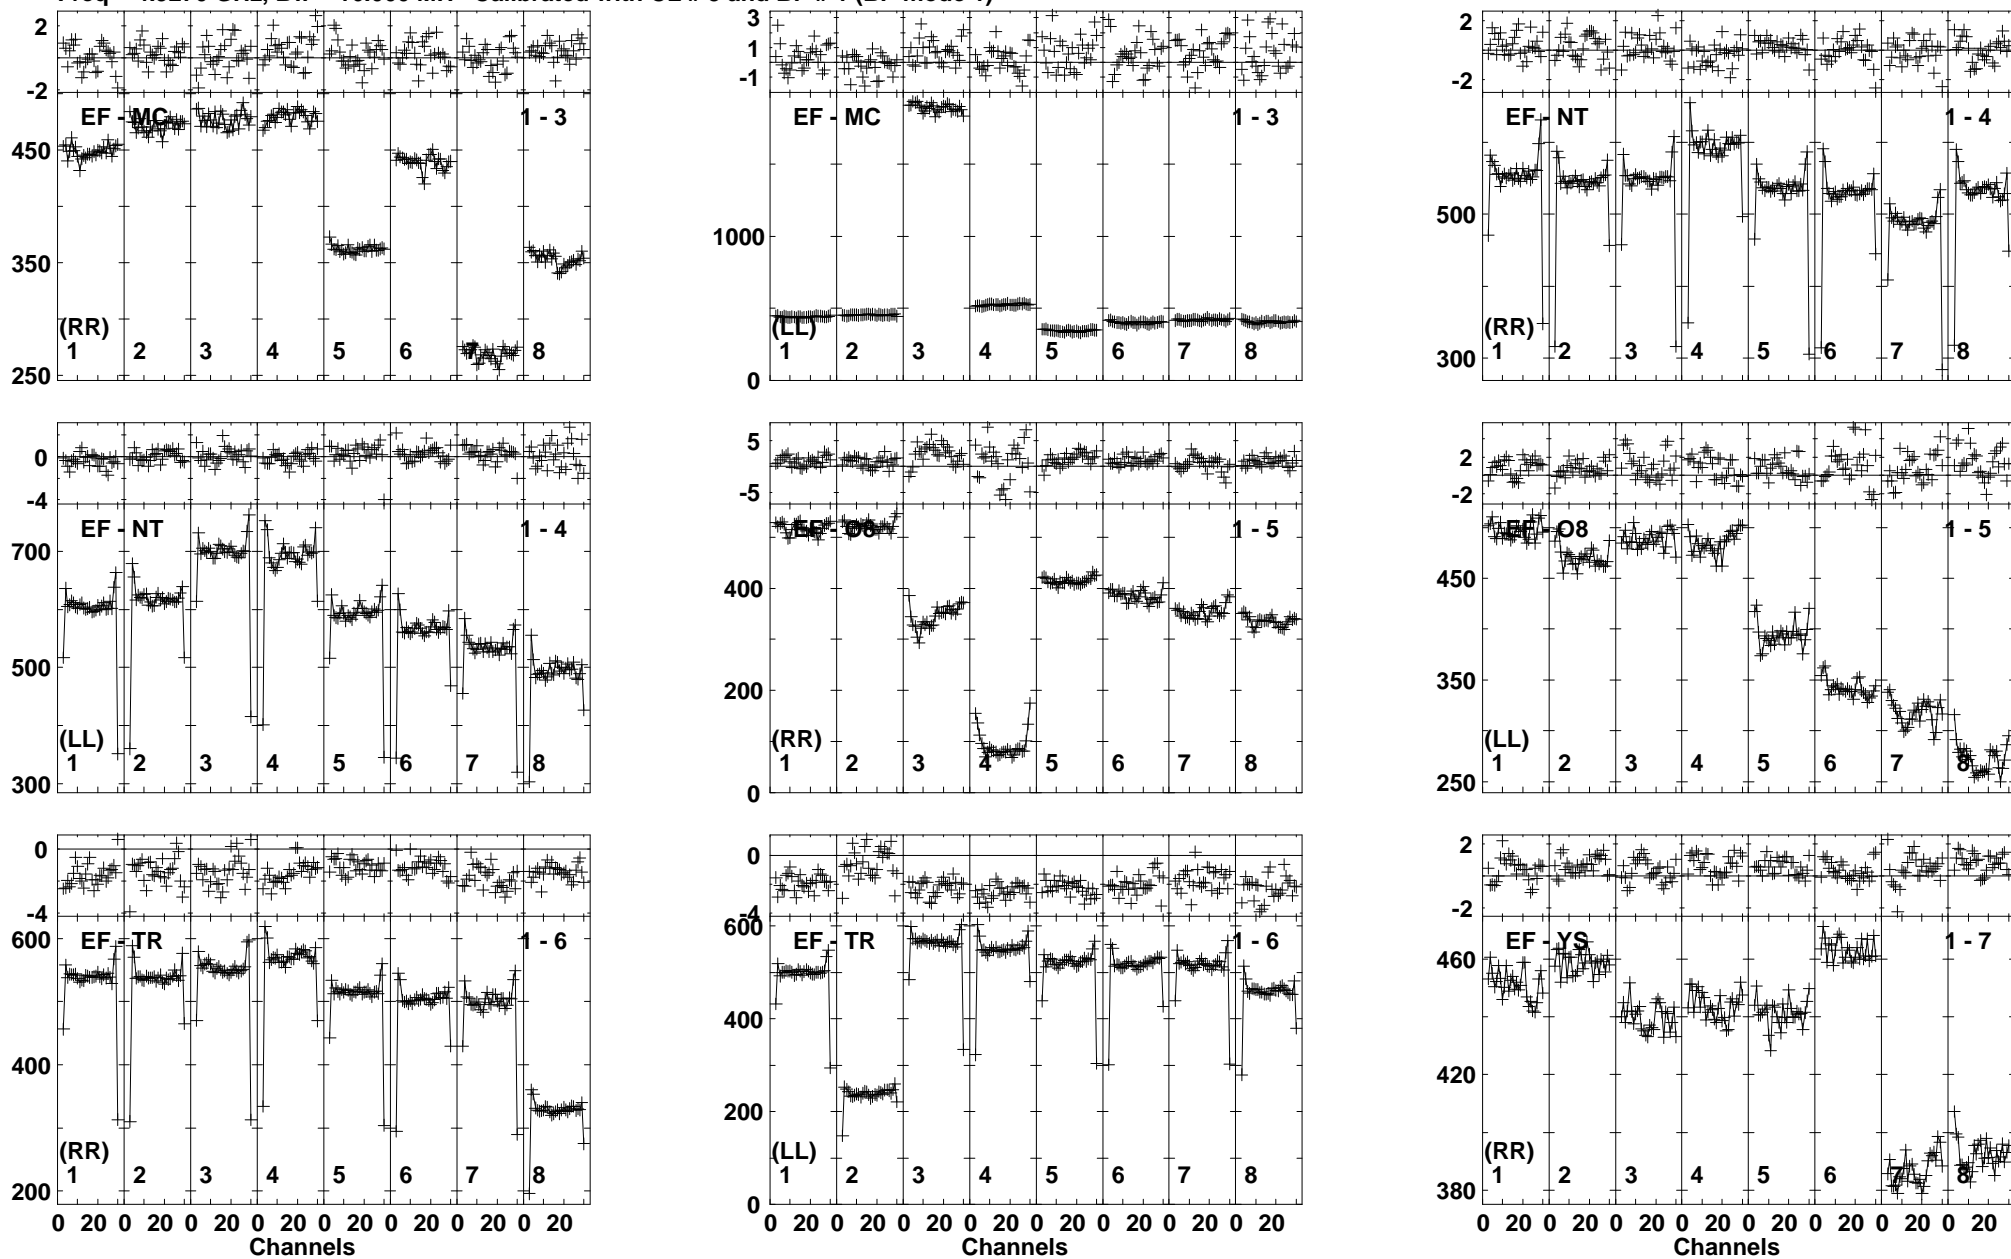 2 -2 EF - MC 1 - 3 450 350 250 (RR) 1 2 3 4 5 6 7 8
3 1 -1 EF - MC 1 - 3 1000 0 (LL) 1 2 3 4 5 6 7 8
2 -2 EF - NT 1 - 4 500 300 (RR) 1 2 3 4 5 6 7 8
0 -4 EF - NT 1 - 4 700 500 300 (LL) 1 2 3 4 5 6 7 8
5 -5 EF - O8 1 - 5 400 200 0 (RR) 1 2 3 4 5 6 7 8
2 -2 EF - O8 1 - 5 450 350 250 (LL) 1 2 3 4 5 6 7 8
0 -4 EF - TR 1 - 6 600 400 200 (RR) 1 2 3 4 5 6 7 8
0 20 0 20 0 20 0 20 0 20 0 20 0 20 0 20
Channels
0 -4 EF - TR 1 - 6 600 400 200 0 (LL) 1 2 3 4 5 6 7 8
0 20 0 20 0 20 0 20 0 20 0 20 0 20 0 20
Channels
2 0 -2 EF - YS 1 - 7 460 420 380 (RR) 1 2 3 4 5 6 7 8
0 20 0 20 0 20 0 20 0 20 0 20 0 20 0 20
Channels